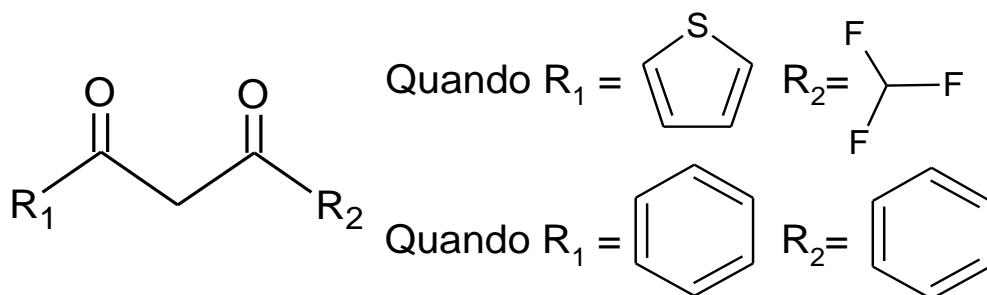 O O
R₁ R₂
Quando R₁ = S R₂= F F F
Quando R₁ = R₂=